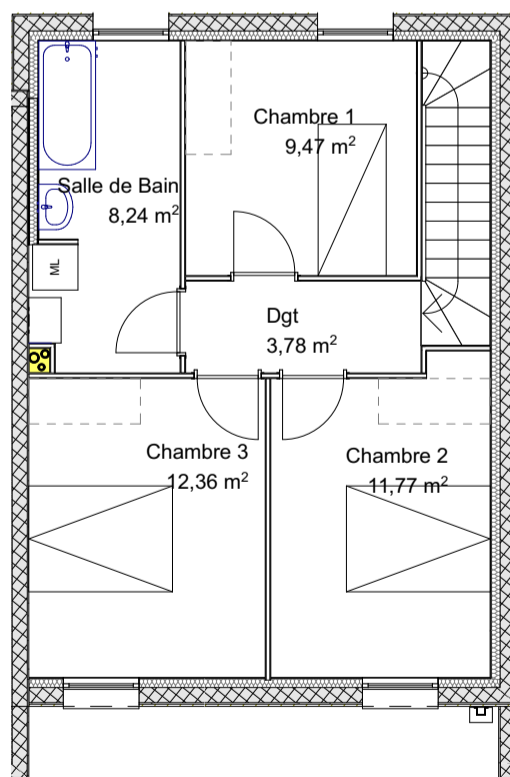 Chambre 1
9,47 m²
Salle de Bain
8,24 m²
ML
Dgt
3,78 m²
Chambre 3
12,36 m²
Chambre 2
11,77 m²